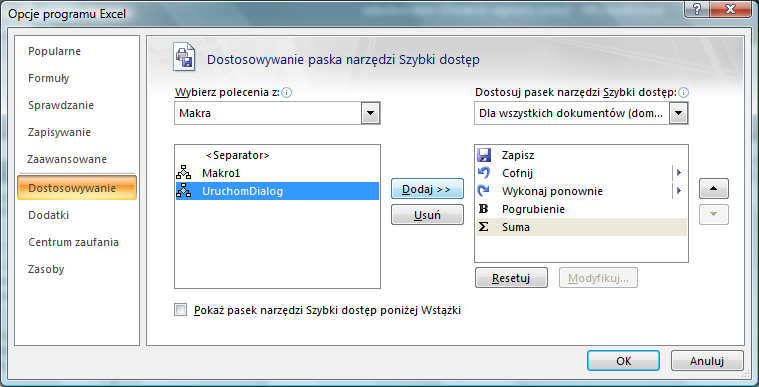 Opcje programu Excel
Popularne
Formuły
Sprawdzanie
Zapisywanie
Zaawansowane
Dostosowywanie
Dodatki
Centrum zaufania
Zasoby
Dostosowywanie paska narzędzi Szybki dostęp
Wybierz polecenia z:
Makra
<Separator>
Makro1
UruchomDialog
Dodaj >>
Usuń
Dostosuj pasek narzędzi Szybki dostęp:
Dla wszystkich dokumentów (dom...
Zapisz
Cofnij
Wykonaj ponownie
B Pogrubienie
Σ Suma
Resetuj
Modyfikuj...
Pokaż pasek narzędzi Szybki dostęp poniżej Wstążki
OK
Anuluj